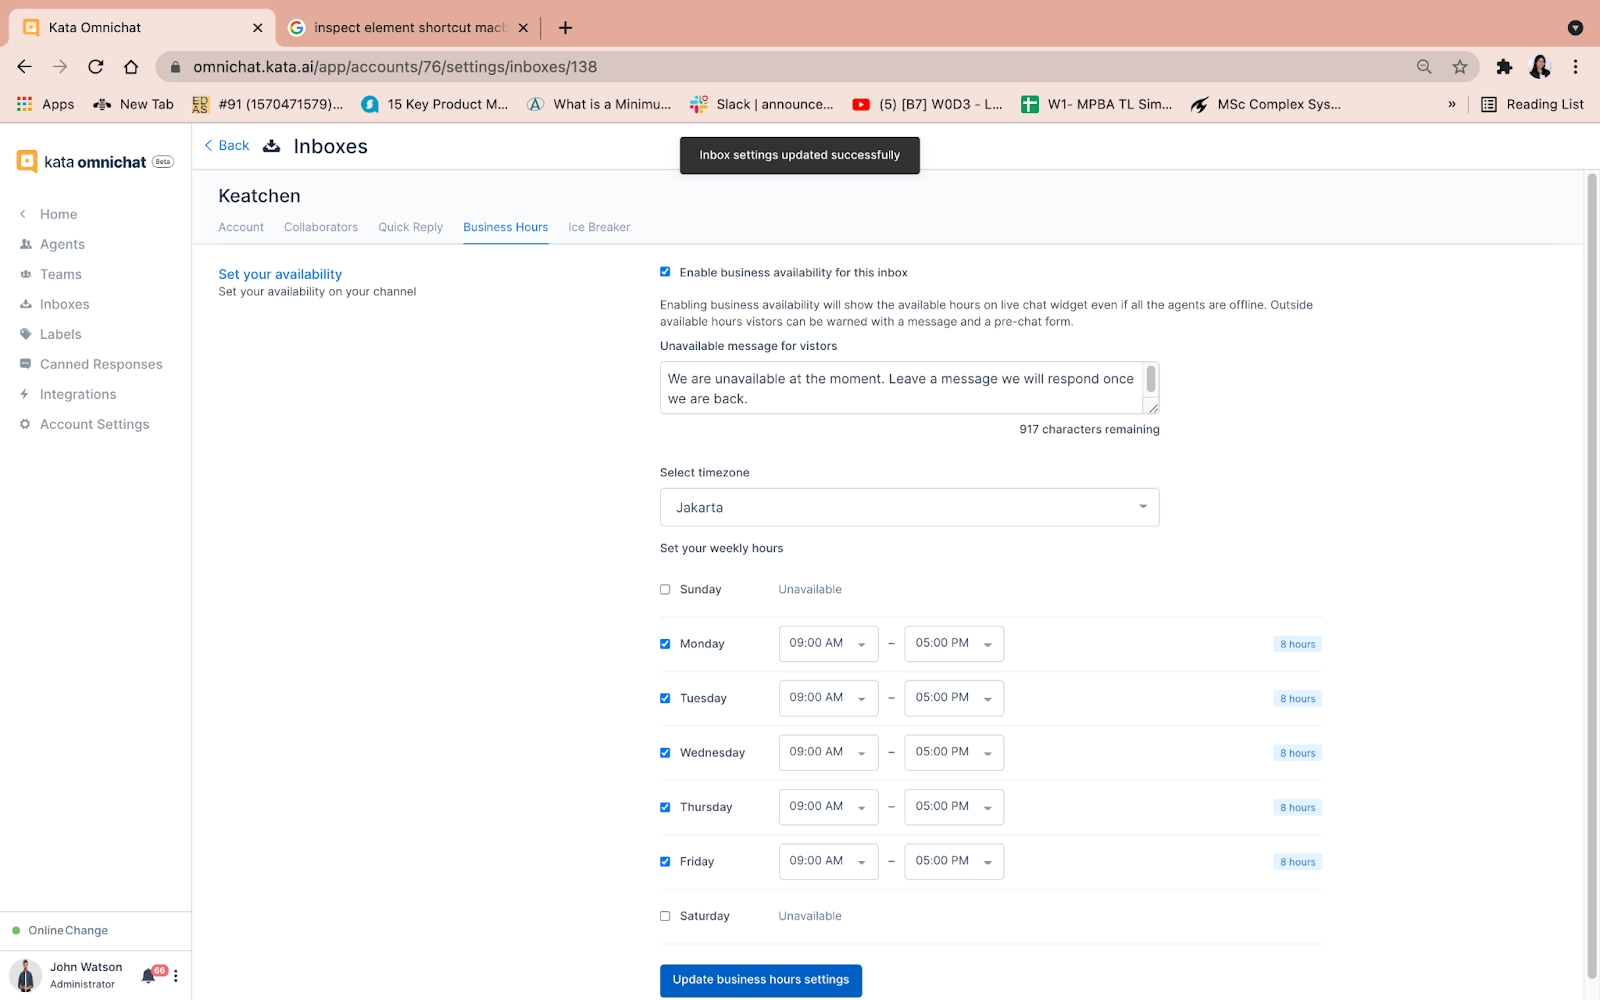 Kata Omnichat
inspect element shortcut macb
omnichat.kata.ai/app/accounts/76/settings/inboxes/138
Apps
New Tab
#91 (1570471579)...
15 Key Product M...
What is a Minimu...
Slack | announce...
(5) [B7] W0D3 - L...
W1- MPBA TL Sim...
MSc Complex Sys...
»
Reading List
kata omnichat Beta
Back
Inboxes
Inbox settings updated successfully
Keatchen
Account
Collaborators
Quick Reply
Business Hours
Ice Breaker
Home
Agents
Teams
Inboxes
Labels
Canned Responses
Integrations
Account Settings
Set your availability
Set your availability on your channel
Enable business availability for this inbox
Enabling business availability will show the available hours on live chat widget even if all the agents are offline. Outside
available hours vistors can be warned with a message and a pre-chat form.
Unavailable message for vistors
We are unavailable at the moment. Leave a message we will respond once
we are back.
917 characters remaining
Select timezone
Jakarta
Set your weekly hours
Sunday Unavailable
Monday 09:00 AM – 05:00 PM 8 hours
Tuesday 09:00 AM – 05:00 PM 8 hours
Wednesday 09:00 AM – 05:00 PM 8 hours
Thursday 09:00 AM – 05:00 PM 8 hours
Friday 09:00 AM – 05:00 PM 8 hours
Saturday Unavailable
Update business hours settings
OnlineChange
John Watson
Administrator
66